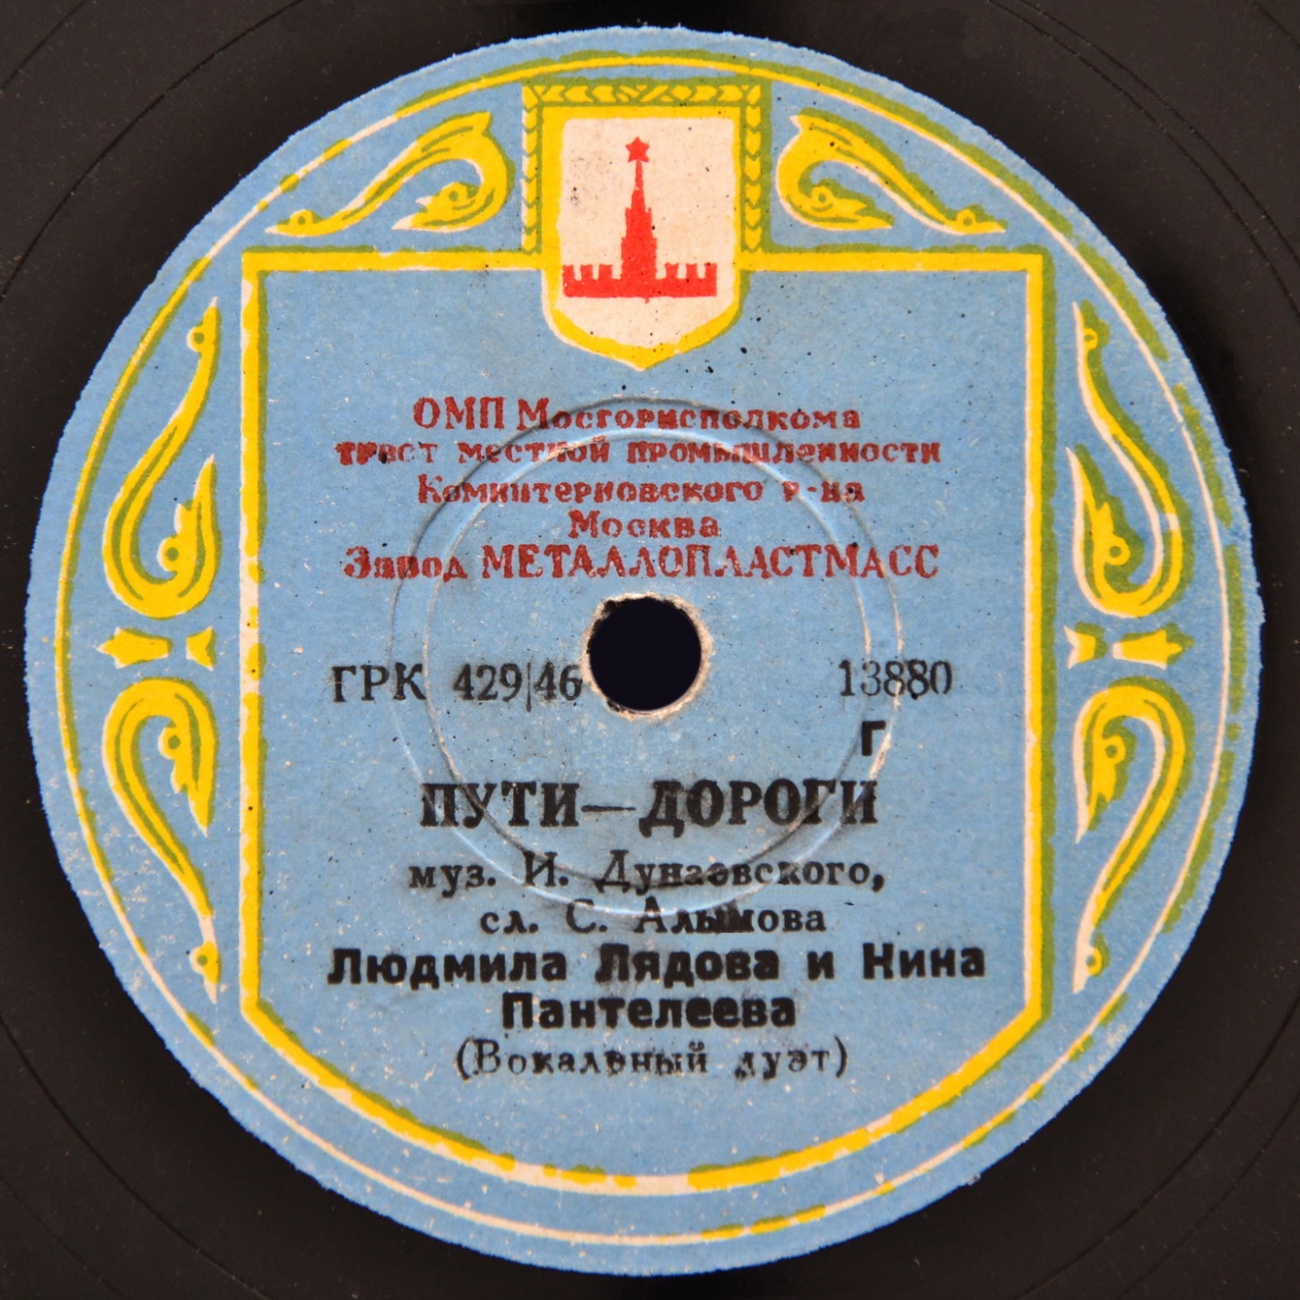 ОМП Мосгорисполкома
трест местной промышленности
Коминтерновского р-на
Москва
Завод МЕТАЛЛОПЛАСТМАСС
ГРК 429|46 13880
Г
ПУТИ—ДОРОГИ
муз. И. Дунаевского,
сл. С. Алымова
Людмила Лядова и Нина
Пантелеева
(Вокальный дуэт)